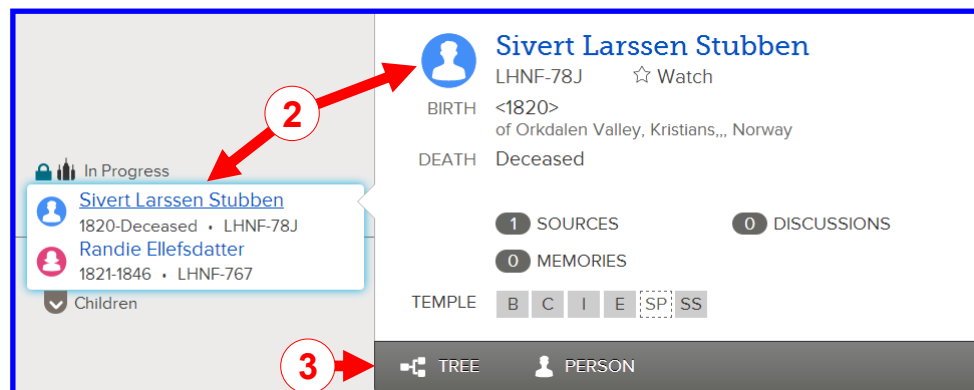 2
In Progress
Sivert Larssen Stubben
1820-Deceased • LHNF-78J
Randie Ellefsdatter
1821-1846 • LHNF-767
Children
Sivert Larssen Stubben
LHNF-78J ☆ Watch
BIRTH <1820>
of Orkdalen Valley, Kristians,,, Norway
DEATH Deceased
1 SOURCES 0 DISCUSSIONS
0 MEMORIES
TEMPLE B C I E SP SS
3 TREE PERSON